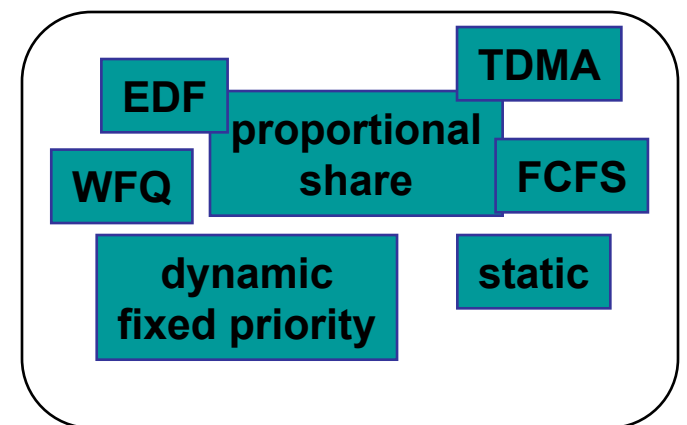 TDMA
EDF
proportional
share
FCFS
WFQ
dynamic
fixed priority
static